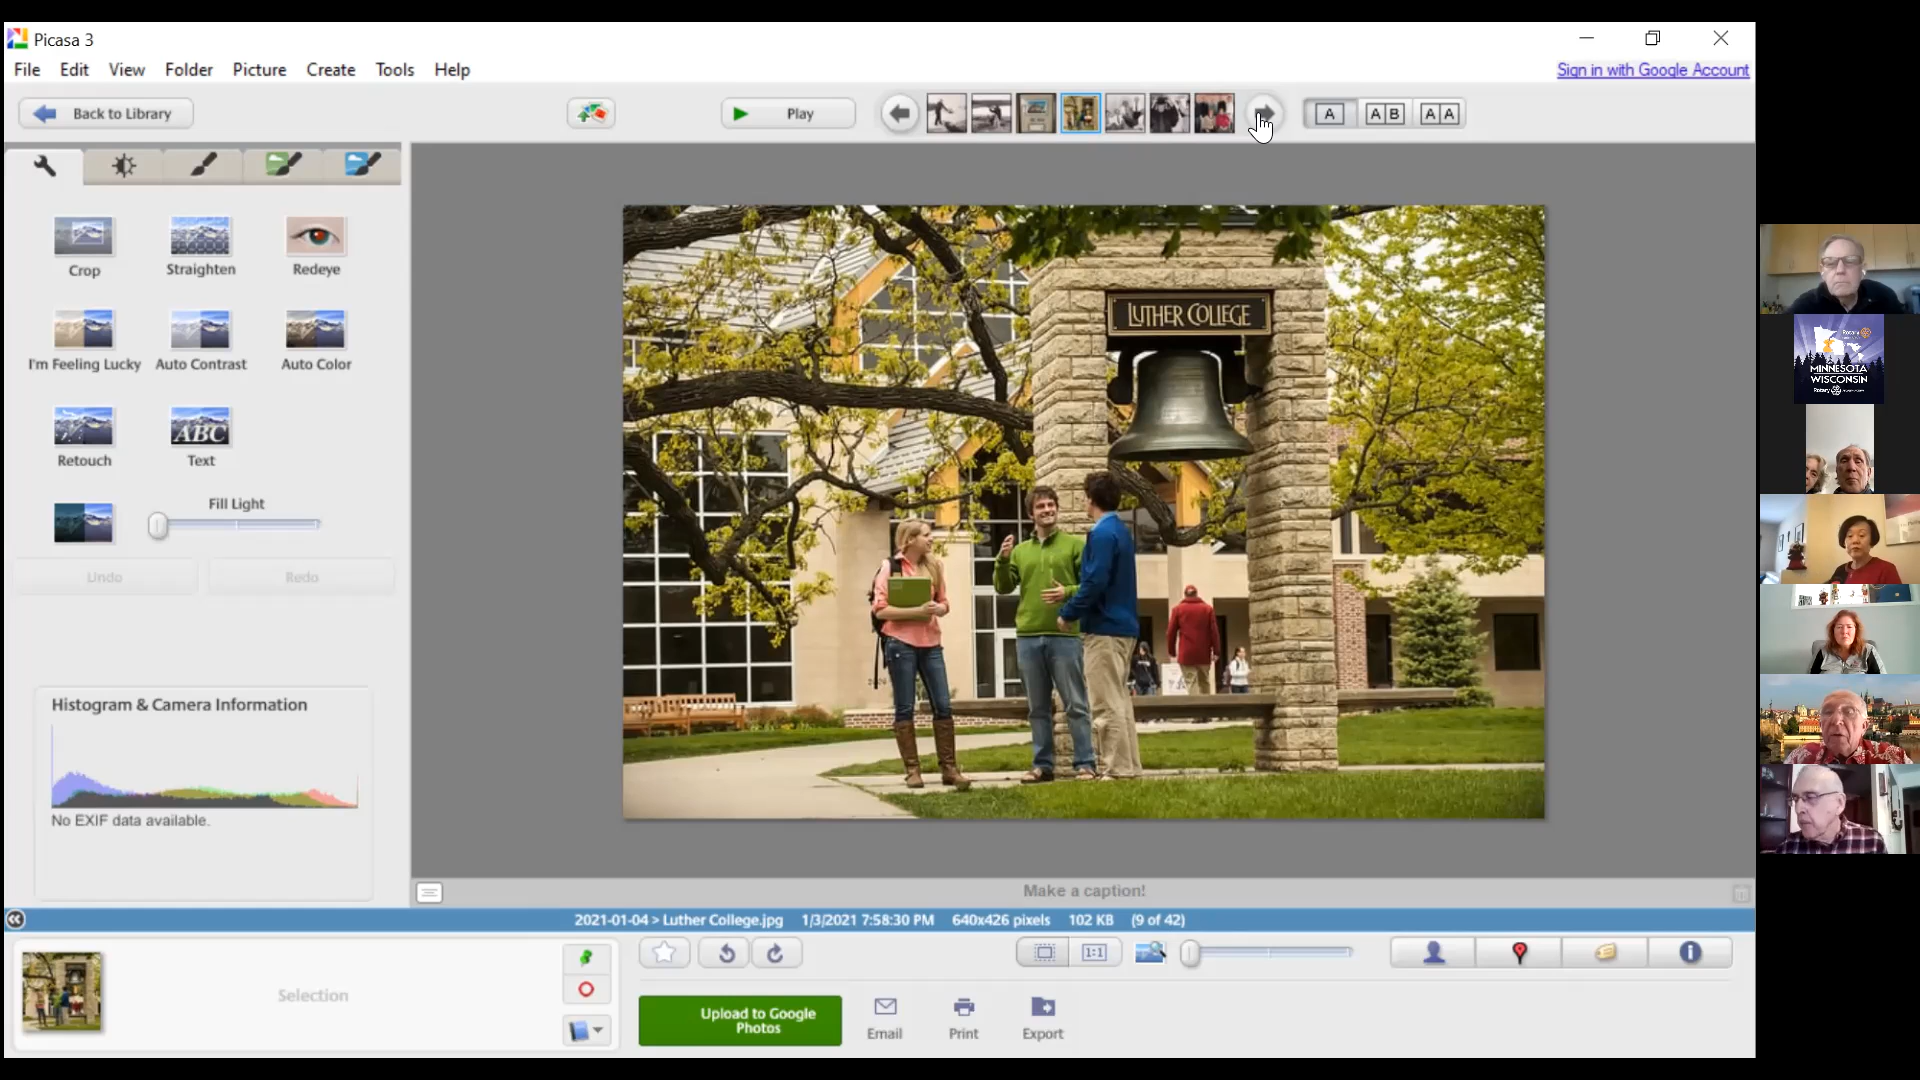 Picasa 3
File Edit View Folder Picture Create Tools Help
Sign in with Google Account
Back to Library
Play
A
A B
A A
Crop
Straighten
Redeye
I'm Feeling Lucky
Auto Contrast
Auto Color
ABC
Retouch
Text
Fill Light
Undo
Redo
Histogram & Camera Information
No EXIF data available.
LUTHER COLLEGE
Make a caption!
2021-01-04 > Luther College.jpg 1/3/2021 7:58:30 PM 640x426 pixels 102 KB (9 of 42)
Selection
1:1
Upload to Google
Photos
Email
Print
Export
Rotary
MINNESOTA
WISCONSIN
Rotary